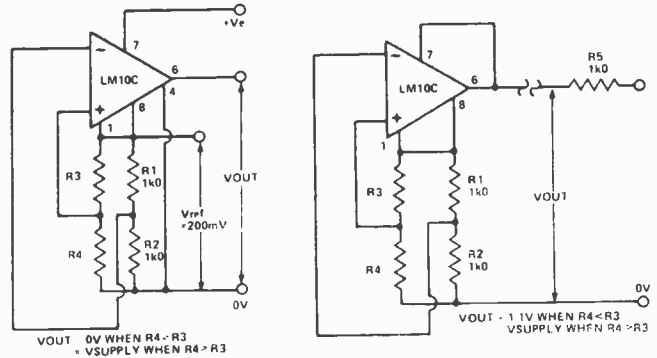 +Ve
7
−
LM10C
6
4
8
+
1
R3
R1
1k0
Vref
=200mV
VOUT
R4
R2
1k0
0V
VOUT 0V WHEN R4<R3
= VSUPPLY WHEN R4>R3
7
−
LM10C
6
8
+
1
R5
1k0
R3
R1
1k0
VOUT
R4
R2
1k0
0V
VOUT - 1 1V WHEN R4<R3
VSUPPLY WHEN R4>R3